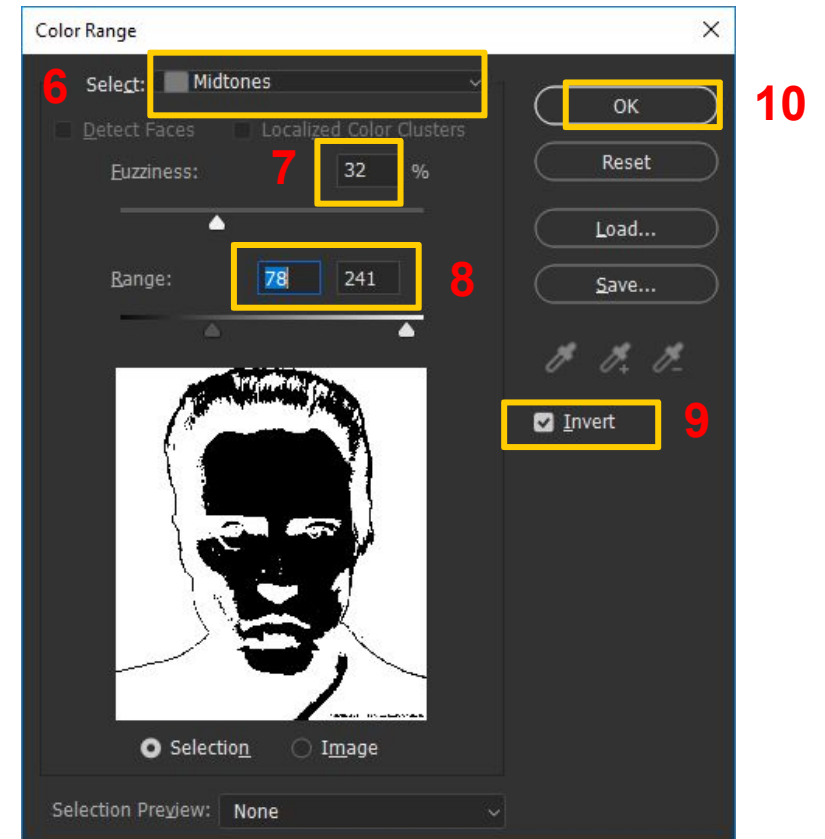 Color Range
6 Select: Midtones
OK 10
Detect Faces Localized Color Clusters
Fuzziness: 7 32 %
Reset
Load...
Range: 78 241 8
Save...
Invert 9
Selection Image
Selection Preview: None